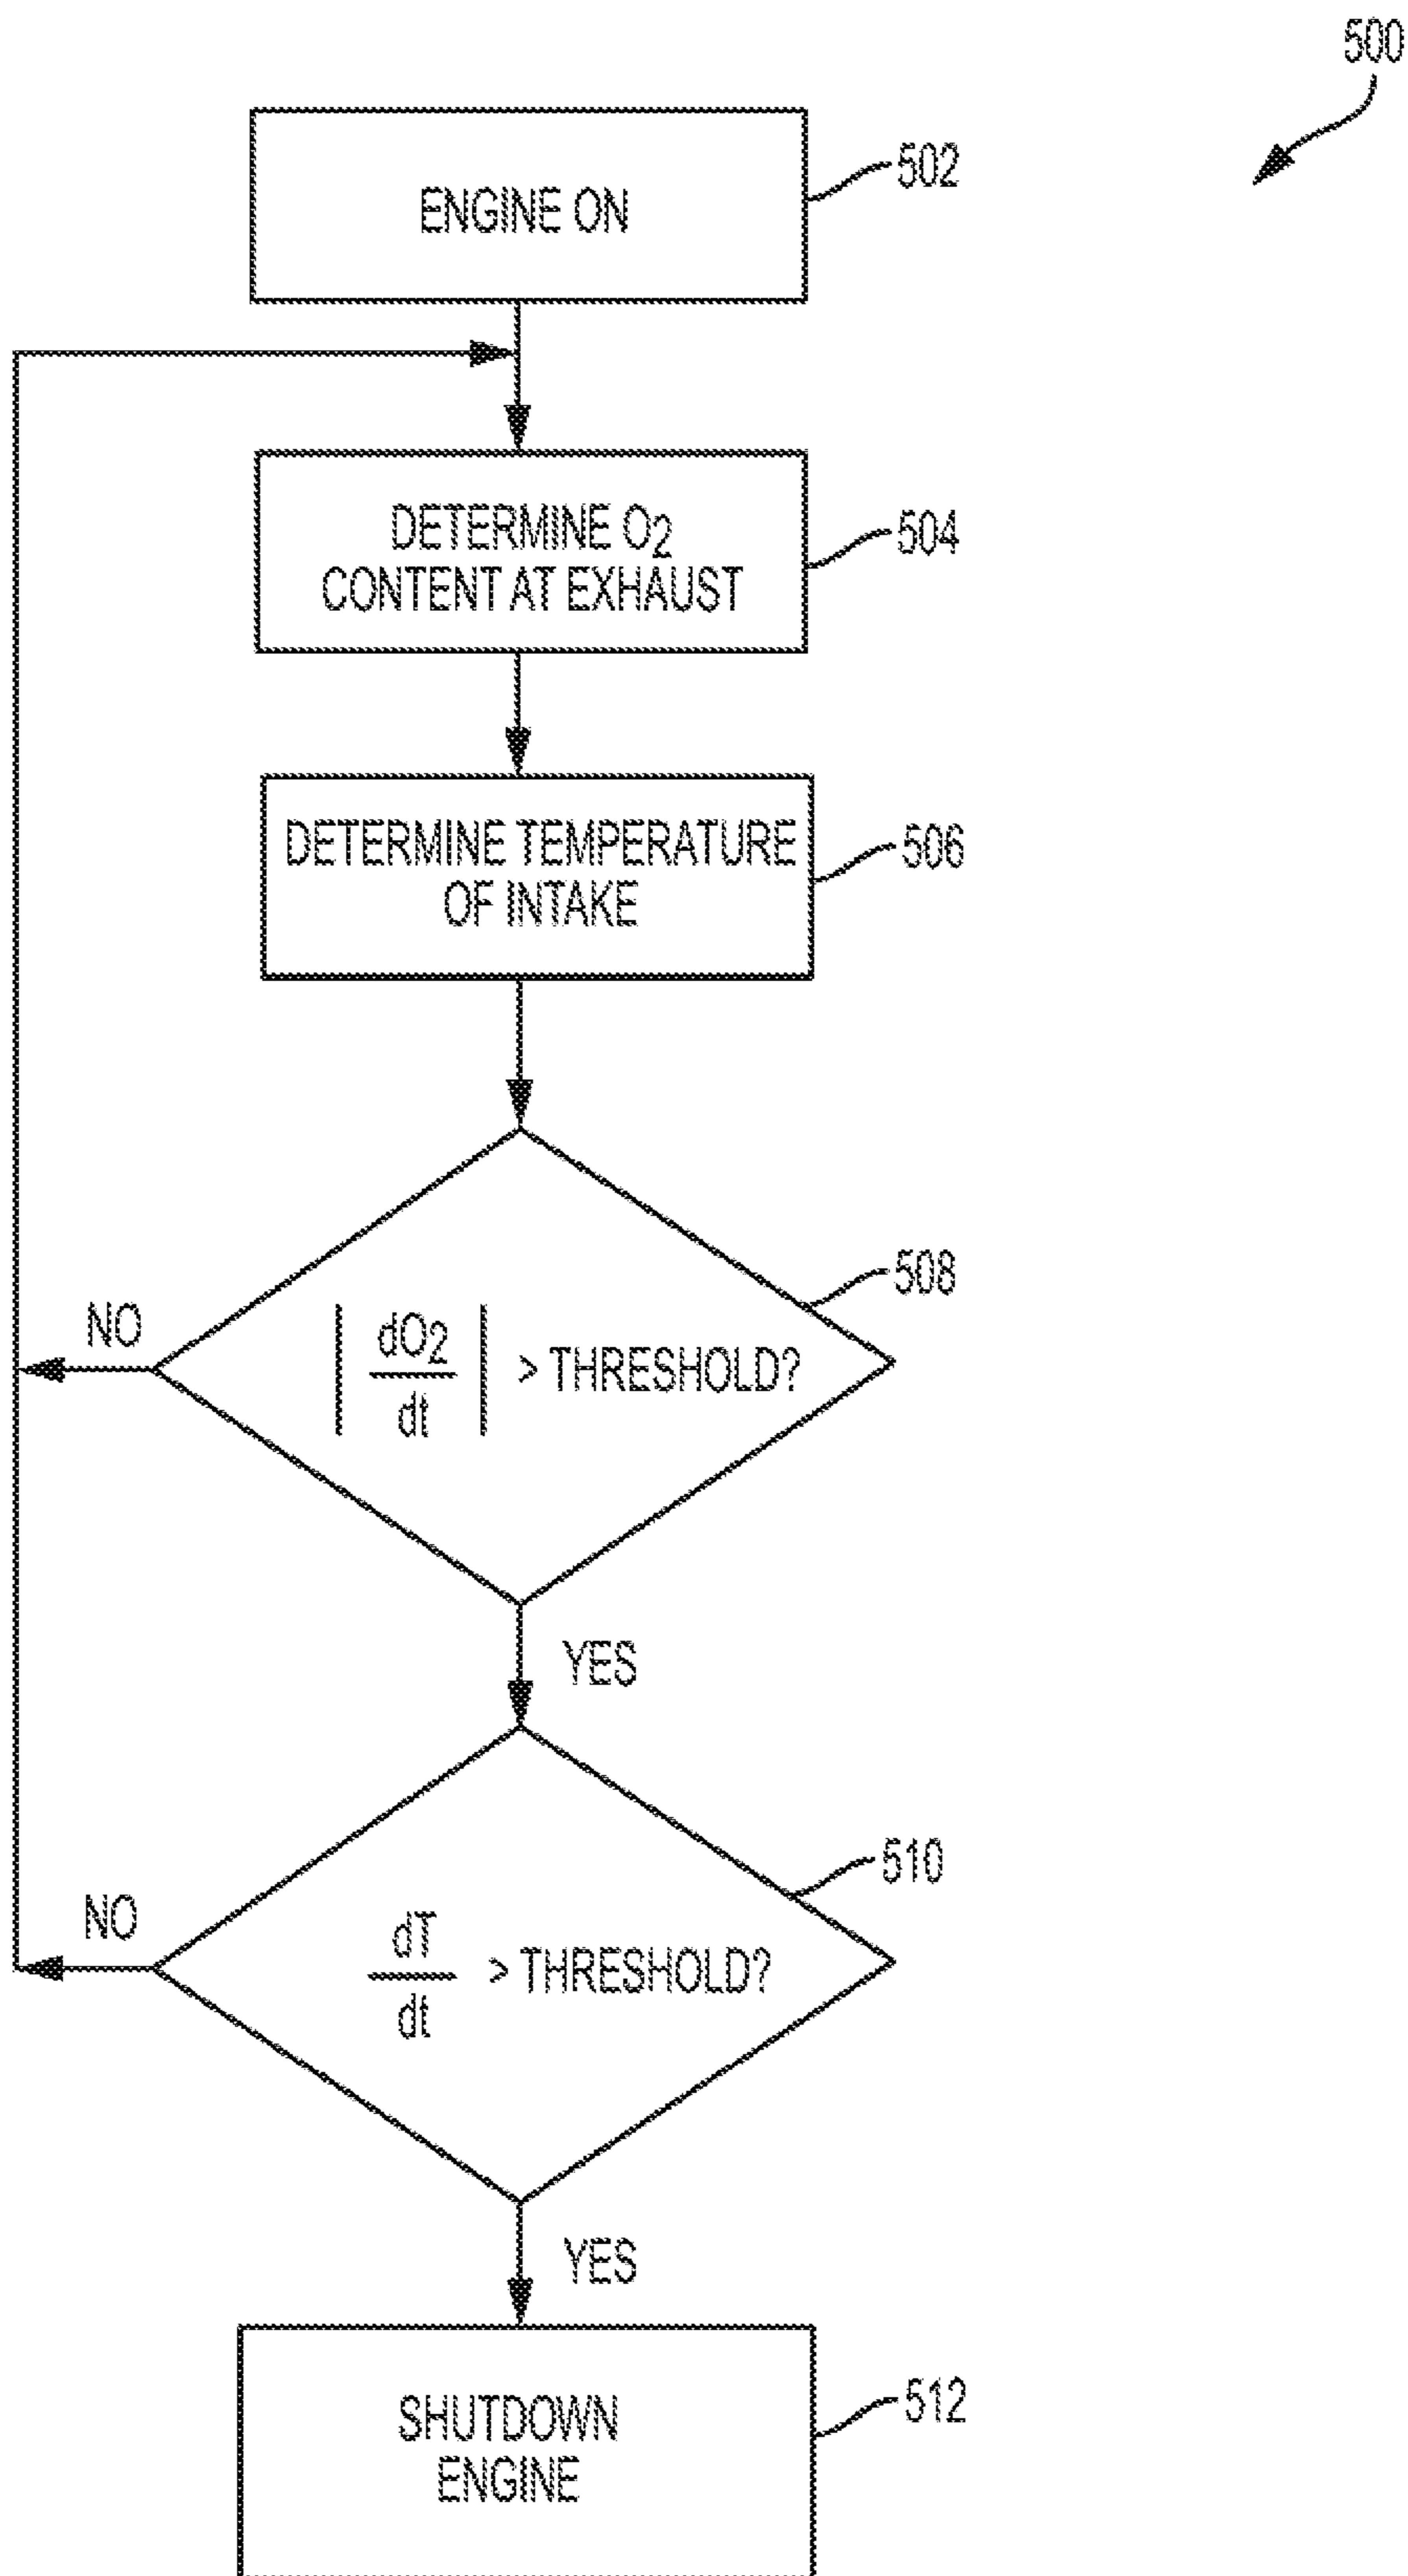 500
ENGINE ON
502
DETERMINE O2
CONTENT AT EXHAUST
504
DETERMINE TEMPERATURE
OF INTAKE
506
508
NO
| dO2/dt | > THRESHOLD?
YES
510
NO
dT/dt > THRESHOLD?
YES
SHUTDOWN
ENGINE
512